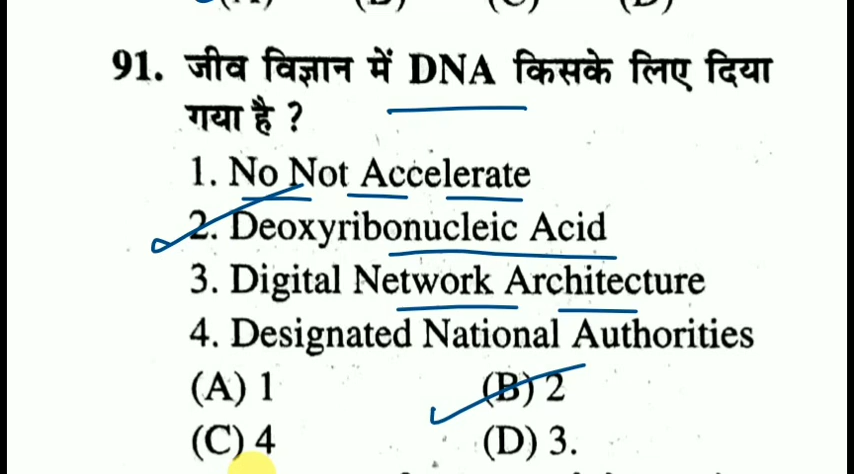 (A) (B) (C) (D)
91. जीव विज्ञान में DNA किसके लिए दिया
गया है ?
1. No Not Accelerate
2. Deoxyribonucleic Acid
3. Digital Network Architecture
4. Designated National Authorities
(A) 1 (B) 2
(C) 4 (D) 3.